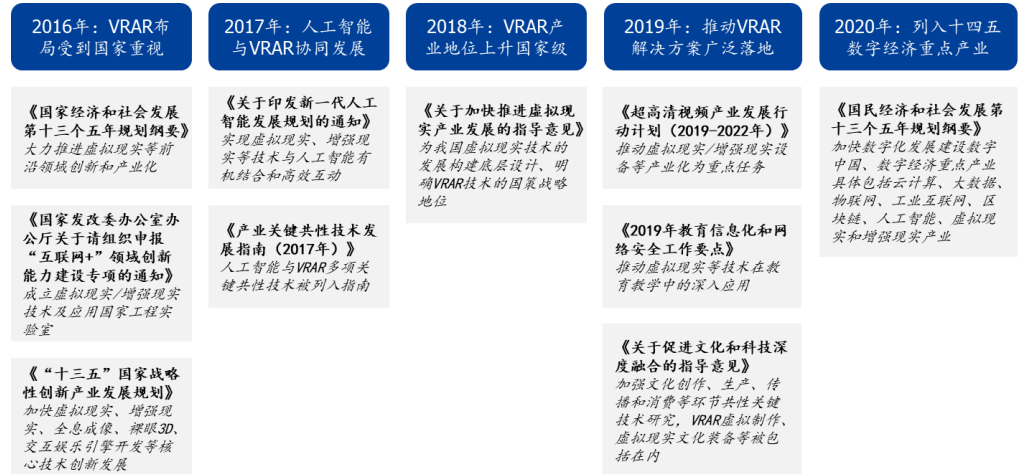 2016年：VRAR布
局受到国家重视
《国家经济和社会发展
第十三个五年规划纲要》
大力推进虚拟现实等前
沿领域创新和产业化
《国家发改委办公室办
公厅关于请组织申报
“互联网+”领域创新
能力建设专项的通知》
成立虚拟现实/增强现实
技术及应用国家工程实
验室
《“十三五”国家战略
性创新产业发展规划》
加快虚拟现实、增强现
实、全息成像、裸眼3D、
交互娱乐引擎开发等核
心技术创新发展
2017年：人工智能
与VRAR协同发展
《关于印发新一代人工
智能发展规划的通知》
实现虚拟现实、增强现
实等技术与人工智能有
机结合和高效互动
《产业关键共性技术发
展指南（2017年）》
人工智能与VRAR多项关
键共性技术被列入指南
2018年：VRAR产
业地位上升国家级
《关于加快推进虚拟现
实产业发展的指导意见》
为我国虚拟现实技术的
发展构建底层设计、明
确VRAR技术的国策战略
地位
2019年：推动VRAR
解决方案广泛落地
《超高清视频产业发展行
动计划（2019-2022年）》
推动虚拟现实/增强现实设
备等产业化为重点任务
《2019年教育信息化和网
络安全工作要点》
推动虚拟现实等技术在教
育教学中的深入应用
《关于促进文化和科技深
度融合的指导意见》
加强文化创作、生产、传
播和消费等环节共性关键
技术研究，VRAR虚拟制作、
虚拟现实文化装备等被包
括在内
2020年：列入十四五
数字经济重点产业
《国民经济和社会发展第
十三个五年规划纲要》
加快数字化发展建设数字
中国、数字经济重点产业
具体包括云计算、大数据、
物联网、工业互联网、区
块链、人工智能、虚拟现
实和增强现实产业